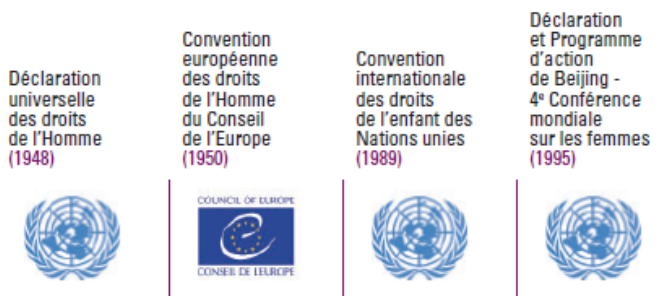 Déclaration
universelle
des droits
de l'Homme
(1948)
Convention
européenne
des droits
de l'Homme
du Conseil
de l'Europe
(1950)
COUNCIL OF EUROPE
CONSEIL DE L'EUROPE
Convention
internationale
des droits
de l'enfant des
Nations unies
(1989)
Déclaration
et Programme
d'action
de Beijing -
4e Conférence
mondiale
sur les femmes
(1995)